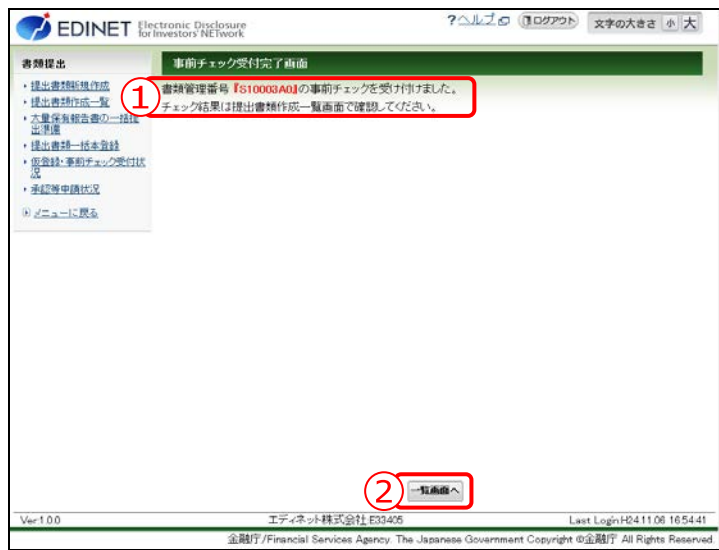 EDINET Electronic Disclosure
for Investors' NETwork
?ヘルプ ログアウト 文字の大きさ 小 大
書類提出
・提出書類新規作成
・提出書類作成一覧
・大量保有報告書の一括提
出準備
・提出書類一括本登録
・仮登録・事前チェック受付状
況
・承認等申請状況
メニューに戻る
事前チェック受付完了画面
①
書類管理番号『S10003A0』の事前チェックを受け付けました。
チェック結果は提出書類作成一覧画面で確認してください。
②
一覧画面へ
Ver.1.0.0 エディネット株式会社 E33405 Last Login:H24.11.06 16:54:41
金融庁/Financial Services Agency. The Japanese Government Copyright ©金融庁 All Rights Reserved.